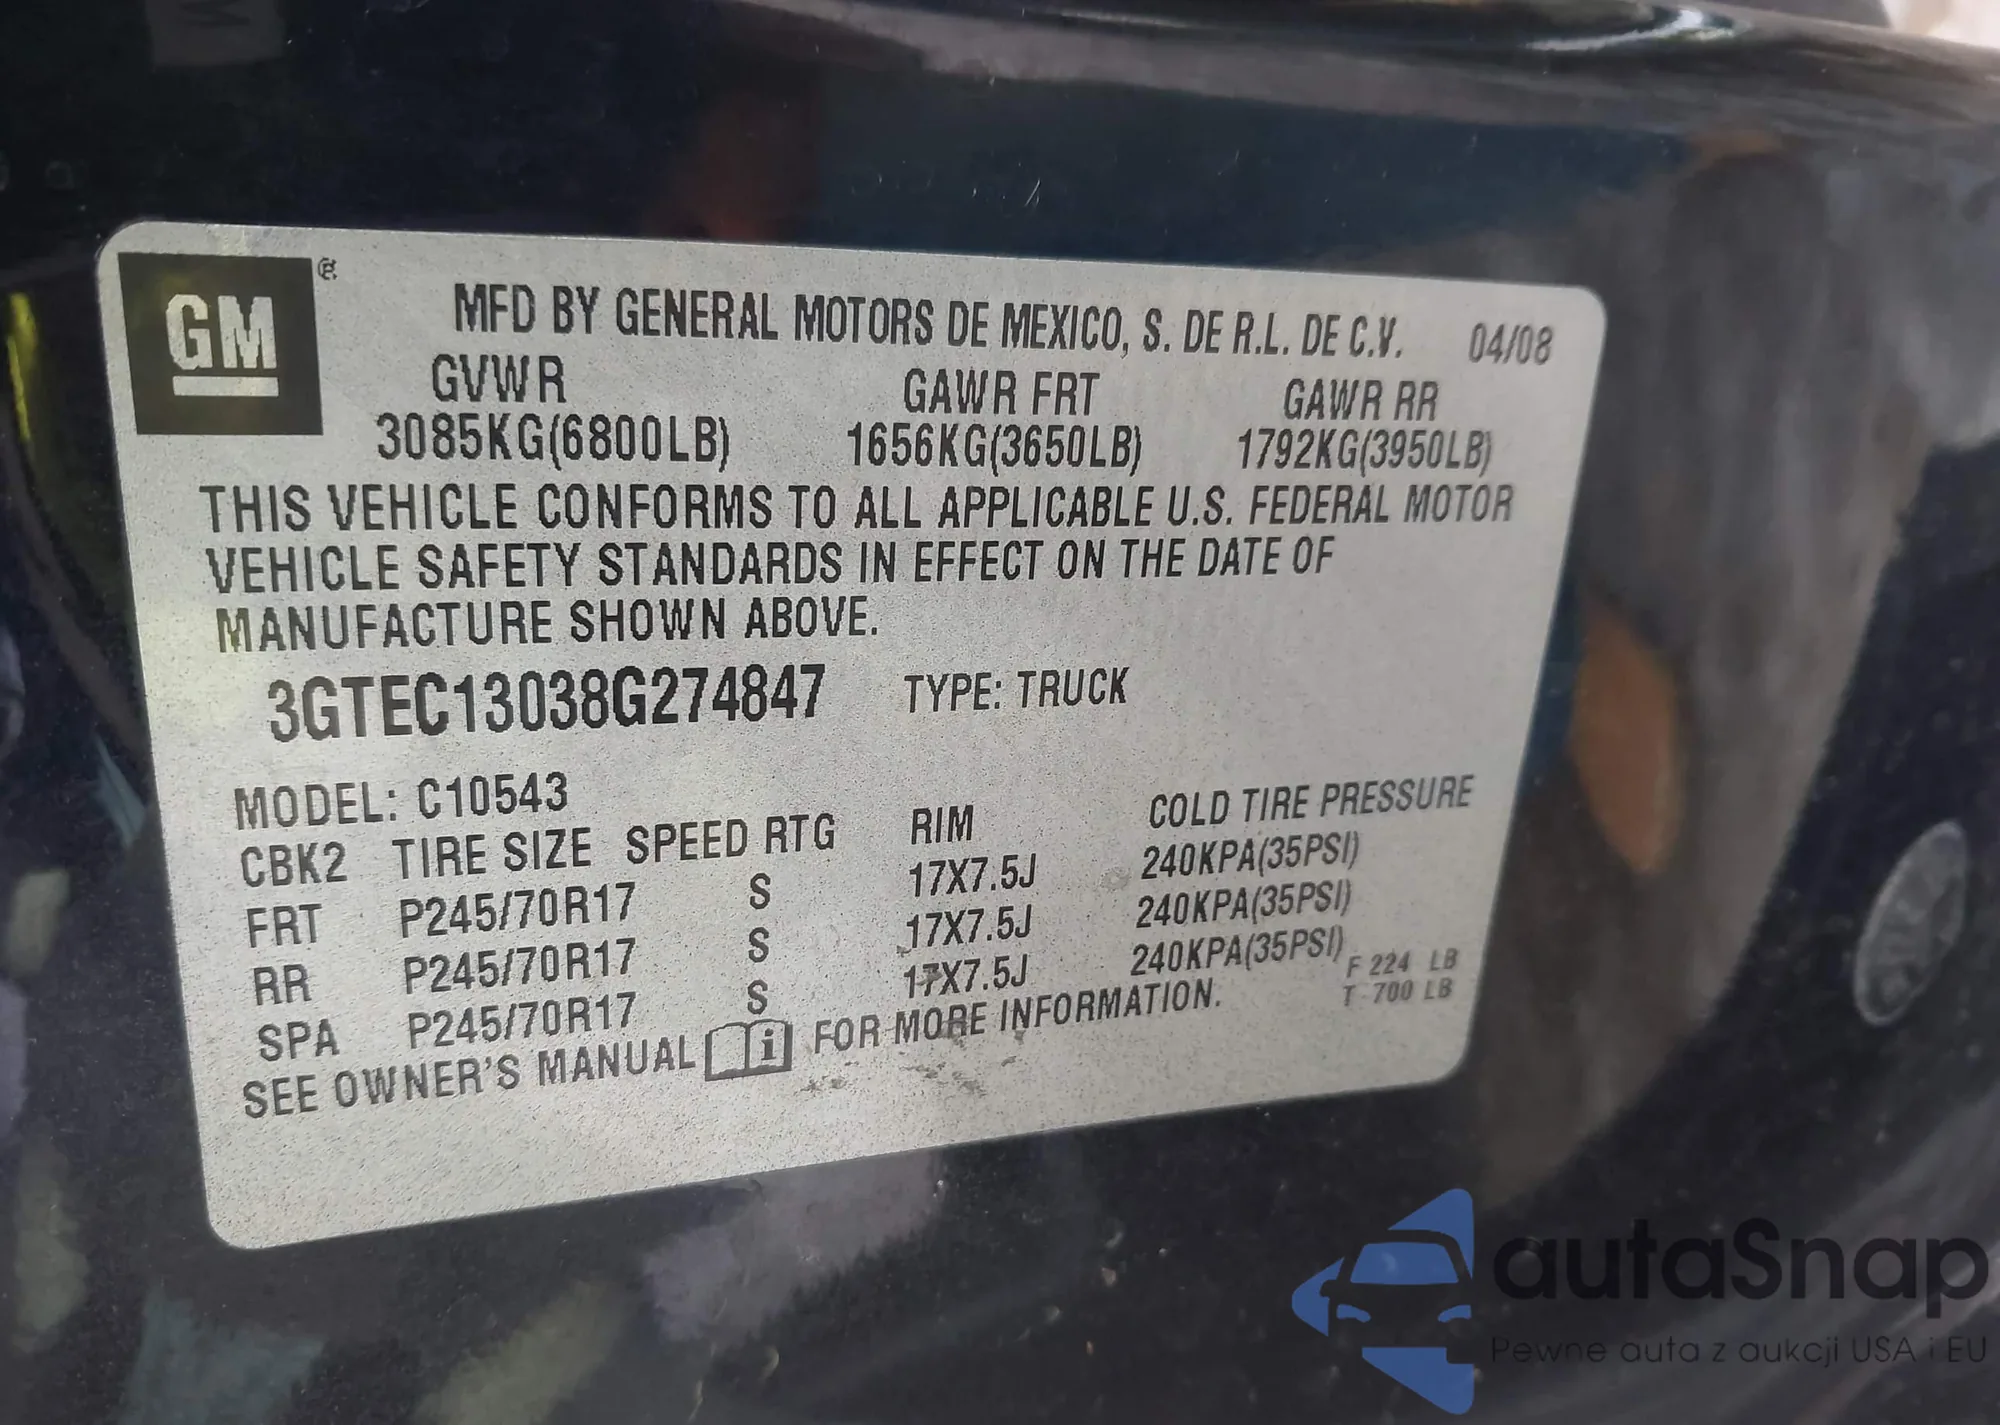 GM ®
MFD BY GENERAL MOTORS DE MEXICO, S. DE R.L. DE C.V. 04/08
GVWR GAWR FRT GAWR RR
3085KG(6800LB) 1656KG(3650LB) 1792KG(3950LB)
THIS VEHICLE CONFORMS TO ALL APPLICABLE U.S. FEDERAL MOTOR
VEHICLE SAFETY STANDARDS IN EFFECT ON THE DATE OF
MANUFACTURE SHOWN ABOVE.
3GTEC13038G274847 TYPE: TRUCK
MODEL: C10543
CBK2 TIRE SIZE SPEED RTG RIM COLD TIRE PRESSURE
FRT P245/70R17 S 17X7.5J 240KPA(35PSI)
RR P245/70R17 S 17X7.5J 240KPA(35PSI)
SPA P245/70R17 S 17X7.5J 240KPA(35PSI)
F 224 LB
T 700 LB
SEE OWNER'S MANUAL i FOR MORE INFORMATION.
autaSnap
Pewne auta z aukcji USA i EU